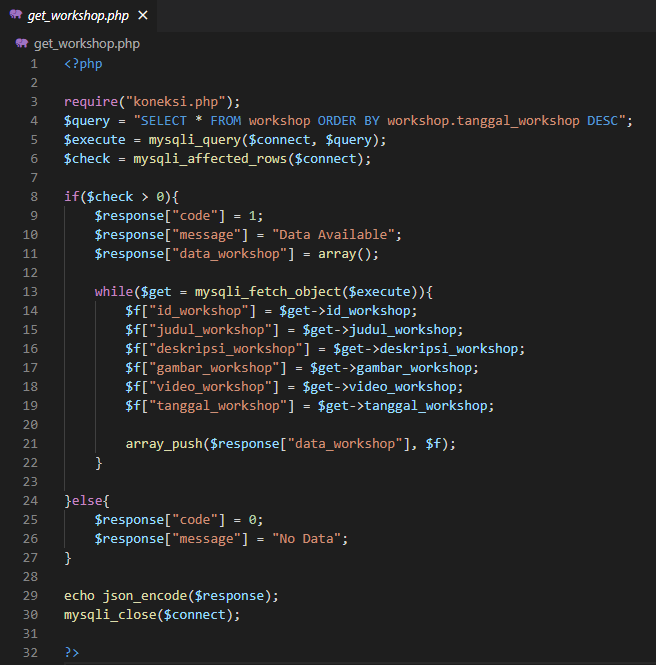 get_workshop.php ×
get_workshop.php
1 <?php
2
3 require("koneksi.php");
4 $query = "SELECT * FROM workshop ORDER BY workshop.tanggal_workshop DESC";
5 $execute = mysqli_query($connect, $query);
6 $check = mysqli_affected_rows($connect);
7
8 if($check > 0){
9     $response["code"] = 1;
10     $response["message"] = "Data Available";
11     $response["data_workshop"] = array();
12
13     while($get = mysqli_fetch_object($execute)){
14         $f["id_workshop"] = $get->id_workshop;
15         $f["judul_workshop"] = $get->judul_workshop;
16         $f["deskripsi_workshop"] = $get->deskripsi_workshop;
17         $f["gambar_workshop"] = $get->gambar_workshop;
18         $f["video_workshop"] = $get->video_workshop;
19         $f["tanggal_workshop"] = $get->tanggal_workshop;
20
21         array_push($response["data_workshop"], $f);
22     }
23
24 }else{
25     $response["code"] = 0;
26     $response["message"] = "No Data";
27 }
28
29 echo json_encode($response);
30 mysqli_close($connect);
31
32 ?>